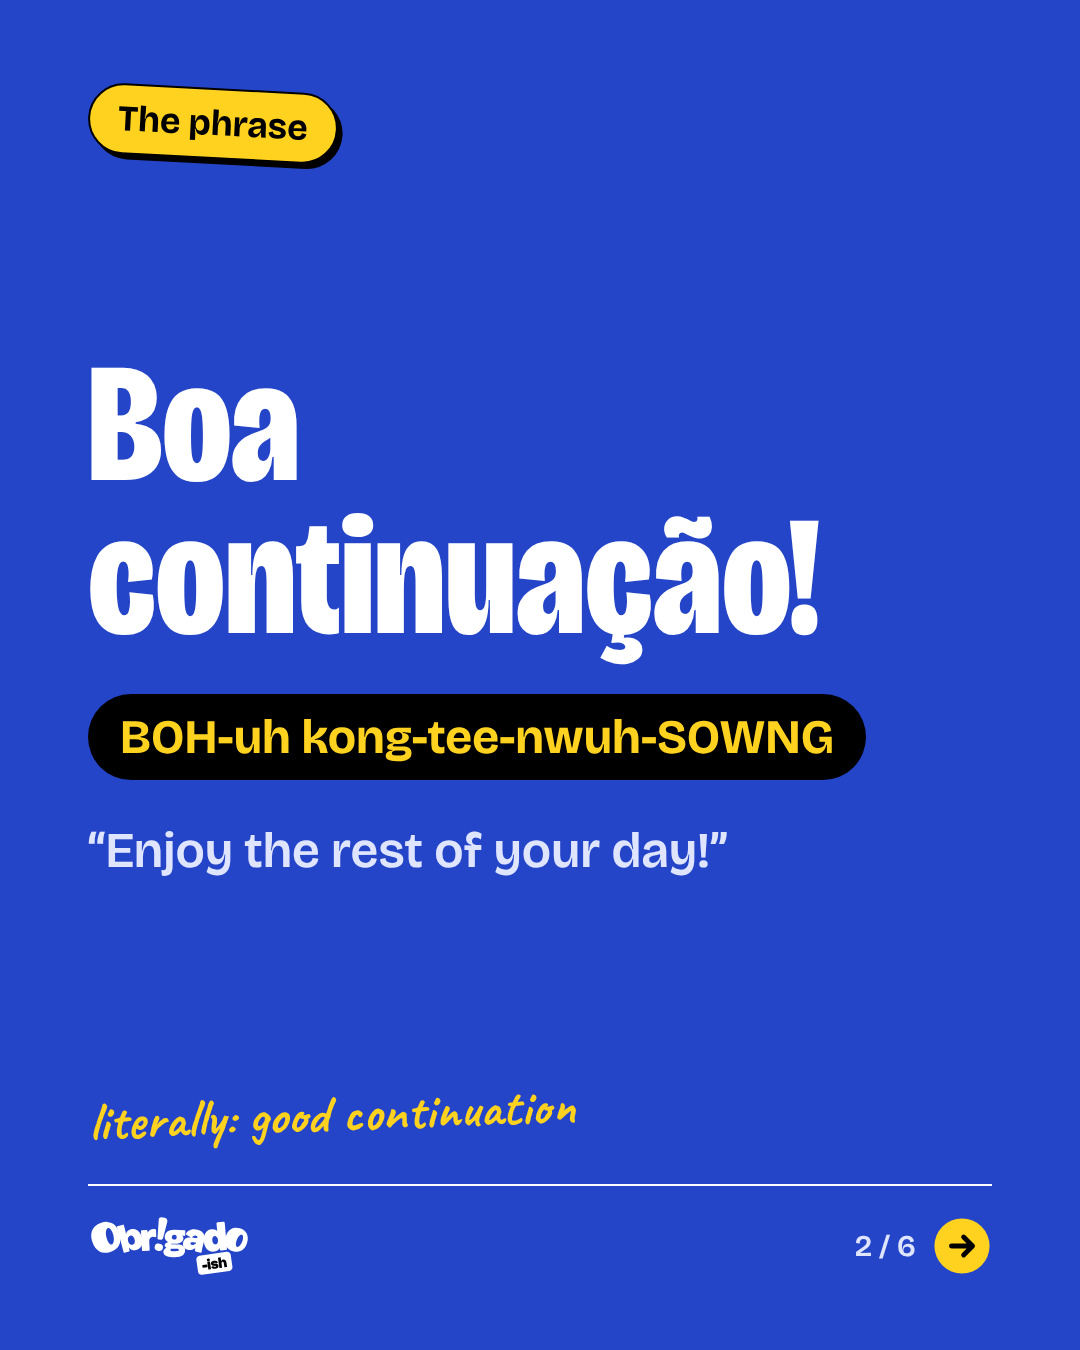 The phrase
Boa
continuação!
BOH-uh kong-tee-nwuh-SOWNG
“Enjoy the rest of your day!”
literally: good continuation
Obr!gado
-ish
2 / 6